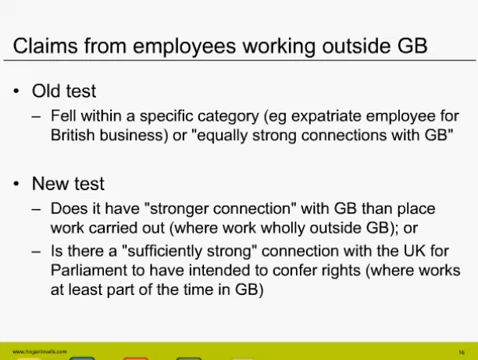 Claims from employees working outside GB
• Old test
– Fell within a specific category (eg expatriate employee for
British business) or "equally strong connections with GB"
• New test
– Does it have "stronger connection" with GB than place
work carried out (where work wholly outside GB); or
– Is there a "sufficiently strong" connection with the UK for
Parliament to have intended to confer rights (where works
at least part of the time in GB)
www.hoganlovells.com